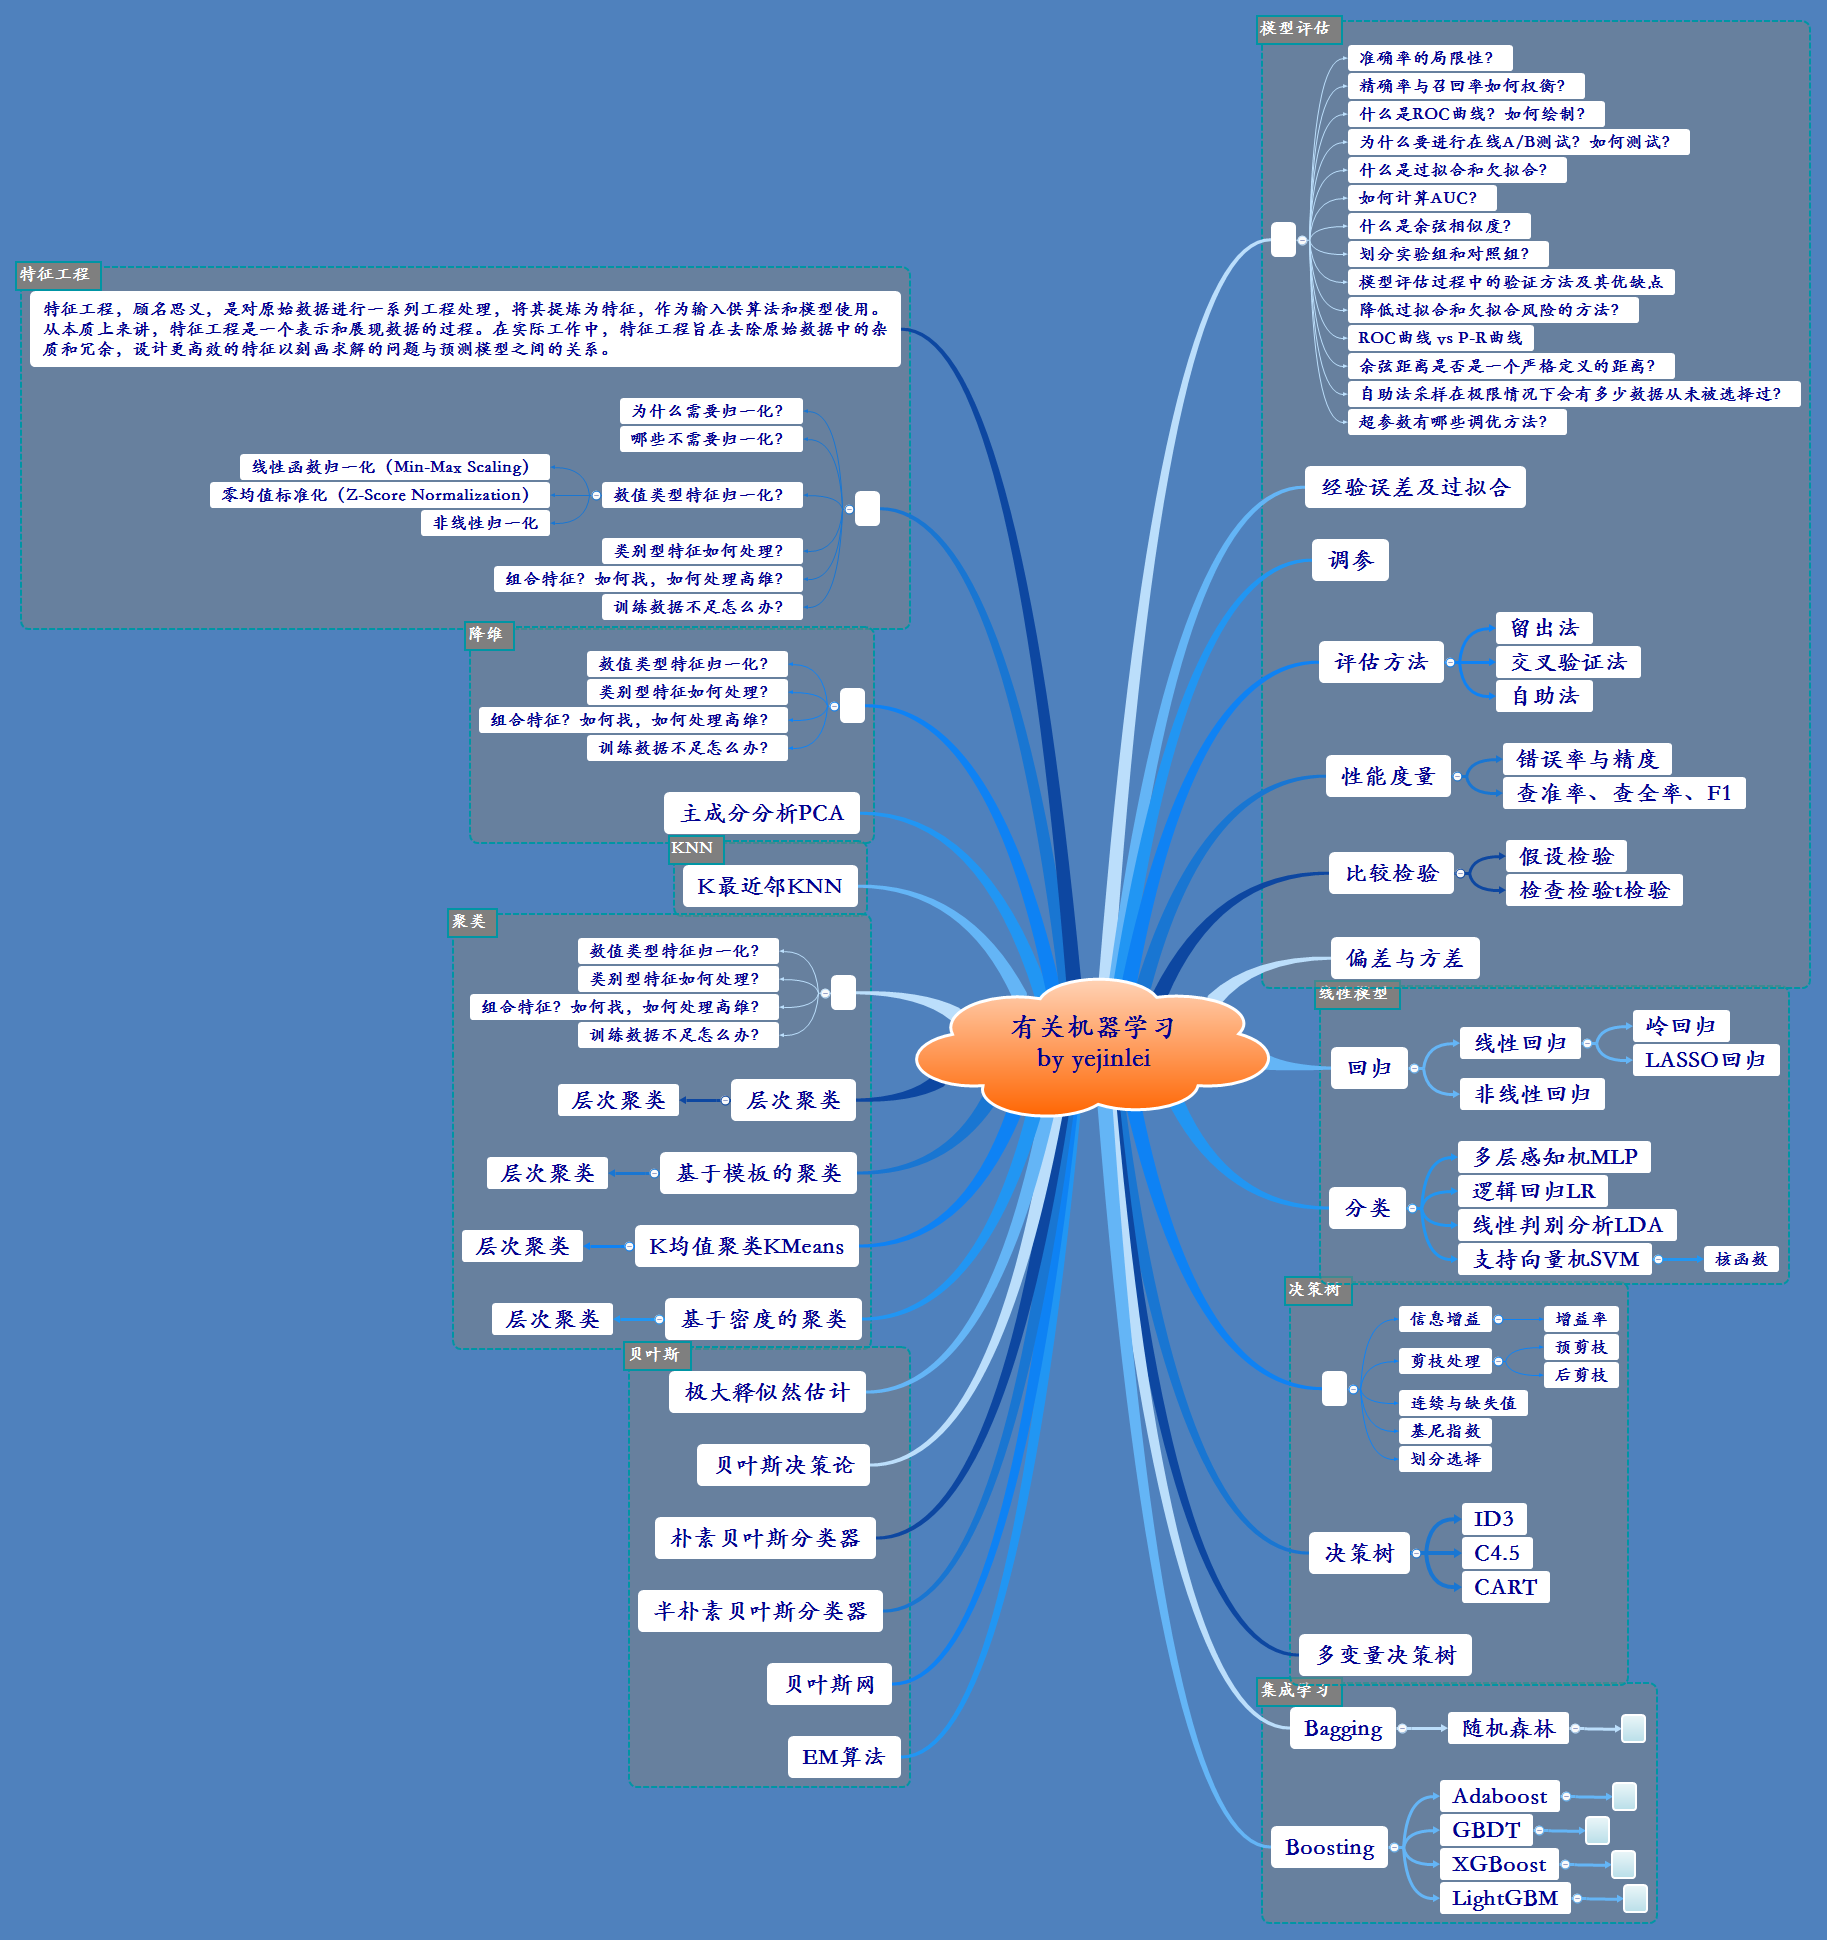 有关机器学习
by yejinlei
模型评估
准确率的局限性?
精确率与召回率如何权衡?
什么是ROC曲线? 如何绘制?
为什么要进行在线A/B测试? 如何测试?
什么是过拟合和欠拟合?
如何计算AUC?
什么是余弦相似度?
划分实验组和对照组?
模型评估过程中的验证方法及其优缺点
降低过拟合和欠拟合风险的方法?
ROC曲线 vs P-R曲线
余弦距离是否是一个严格定义的距离?
自助法采样在极限情况下会有多少数据从未被选择过?
超参数有哪些调优方法?
经验误差及过拟合
调参
评估方法
留出法
交叉验证法
自助法
性能度量
错误率与精度
查准率、查全率、F1
比较检验
假设检验
检查检验t检验
偏差与方差
线性模型
回归
线性回归
岭回归
LASSO回归
非线性回归
分类
多层感知机MLP
逻辑回归LR
线性判别分析LDA
支持向量机SVM
核函数
决策树
信息增益
增益率
剪枝处理
预剪枝
后剪枝
连续与缺失值
基尼指数
划分选择
决策树
ID3
C4.5
CART
多变量决策树
集成学习
Bagging
随机森林
Boosting
Adaboost
GBDT
XGBoost
LightGBM
特征工程
特征工程，顾名思义，是对原始数据进行一系列工程处理，将其提炼为特征，作为输入供算法和模型使用。
从本质上来讲，特征工程是一个表示和展现数据的过程。在实际工作中，特征工程旨在去除原始数据中的杂
质和冗余，设计更高效的特征以刻画求解的问题与预测模型之间的关系。
为什么需要归一化?
哪些不需要归一化?
数值类型特征归一化?
线性函数归一化（Min-Max Scaling）
零均值标准化（Z-Score Normalization）
非线性归一化
类别型特征如何处理?
组合特征? 如何找，如何处理高维?
训练数据不足怎么办?
降维
数值类型特征归一化?
类别型特征如何处理?
组合特征? 如何找，如何处理高维?
训练数据不足怎么办?
主成分分析PCA
KNN
K最近邻KNN
聚类
数值类型特征归一化?
类别型特征如何处理?
组合特征? 如何找，如何处理高维?
训练数据不足怎么办?
层次聚类
层次聚类
基于模板的聚类
层次聚类
K均值聚类KMeans
层次聚类
基于密度的聚类
层次聚类
贝叶斯
极大释似然估计
贝叶斯决策论
朴素贝叶斯分类器
半朴素贝叶斯分类器
贝叶斯网
EM算法